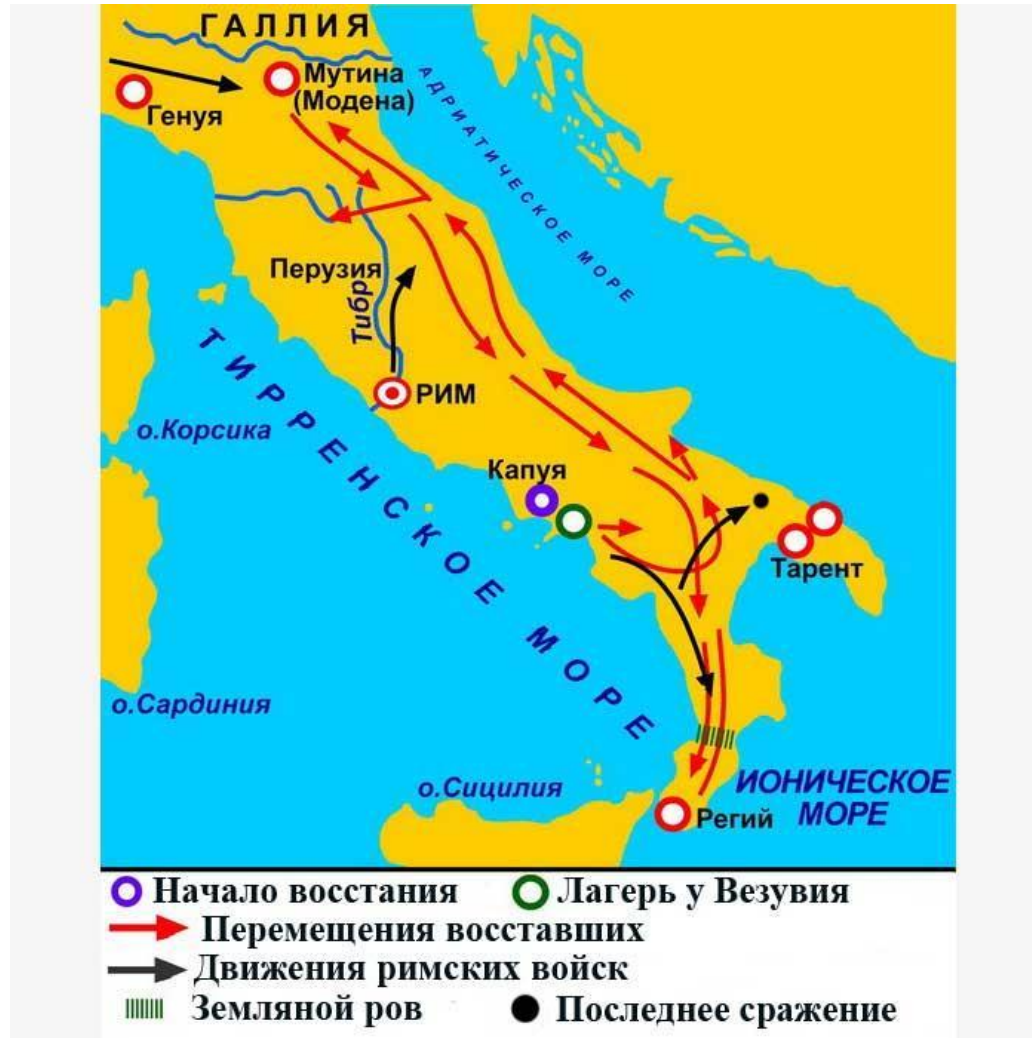 ГАЛЛИЯ
Мутина
(Модена)
Генуя
АДРИАТИЧЕСКОЕ МОРЕ
Перузия
Тибр
РИМ
ТИРРЕНСКОЕ МОРЕ
о.Корсика
Капуя
Тарент
о.Сардиния
о.Сицилия
ИОНИЧЕСКОЕ
МОРЕ
Регий
Начало восстания
Лагерь у Везувия
Перемещения восставших
Движения римских войск
Земляной ров
Последнее сражение